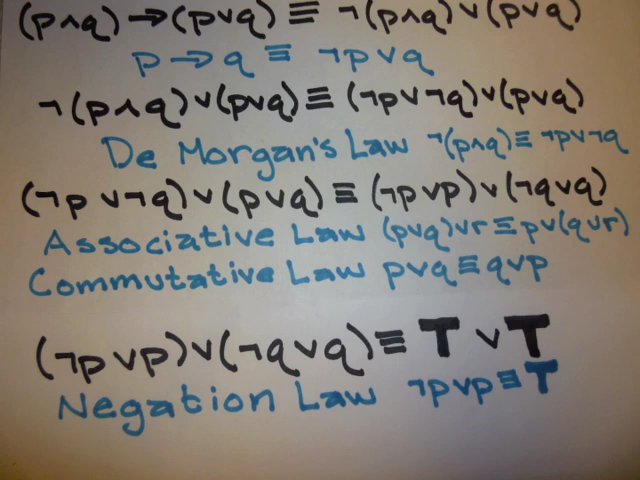 (p∧q)→(p∨q)≡¬(p∧q)∨(p∨q)
p→q≡¬p∨q
¬(p∧q)∨(p∨q)≡(¬p∨¬q)∨(p∨q)
De Morgan's Law ¬(p∧q)≡¬p∨¬q
(¬p∨¬q)∨(p∨q)≡(¬p∨p)∨(¬q∨q)
Associative Law (p∨q)∨r≡p∨(q∨r)
Commutative Law p∨q≡q∨p
(¬p∨p)∨(¬q∨q)≡T∨T
Negation Law ¬p∨p≡T